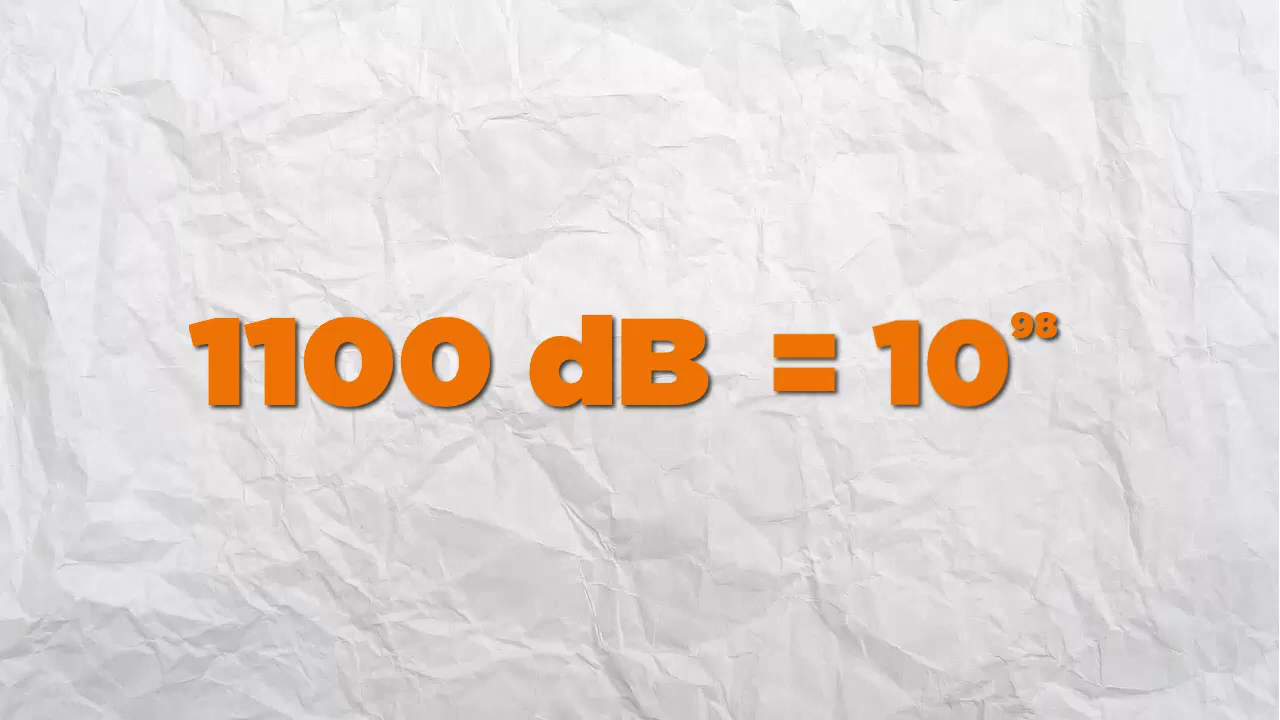 1100 dB = 10⁹⁸